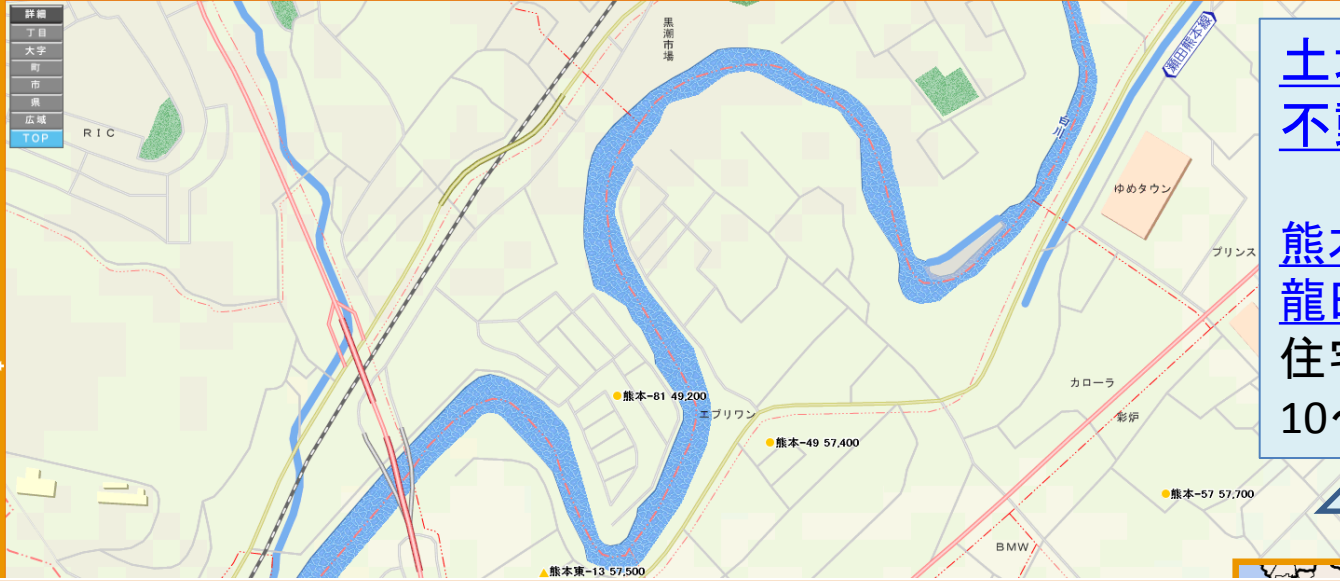 詳細
丁目
大字
町
市
県
広域
TOP
RIC
黒瀬市場
瀬田熊本線
白川
ゆめタウン
プリンス
カローラ
彩炉
エブリワン
熊本-81 49,200
熊本-49 57,400
熊本-57 57,700
BMW
熊本東-13 57,500
土
不動
熊本
龍田
住宅
10